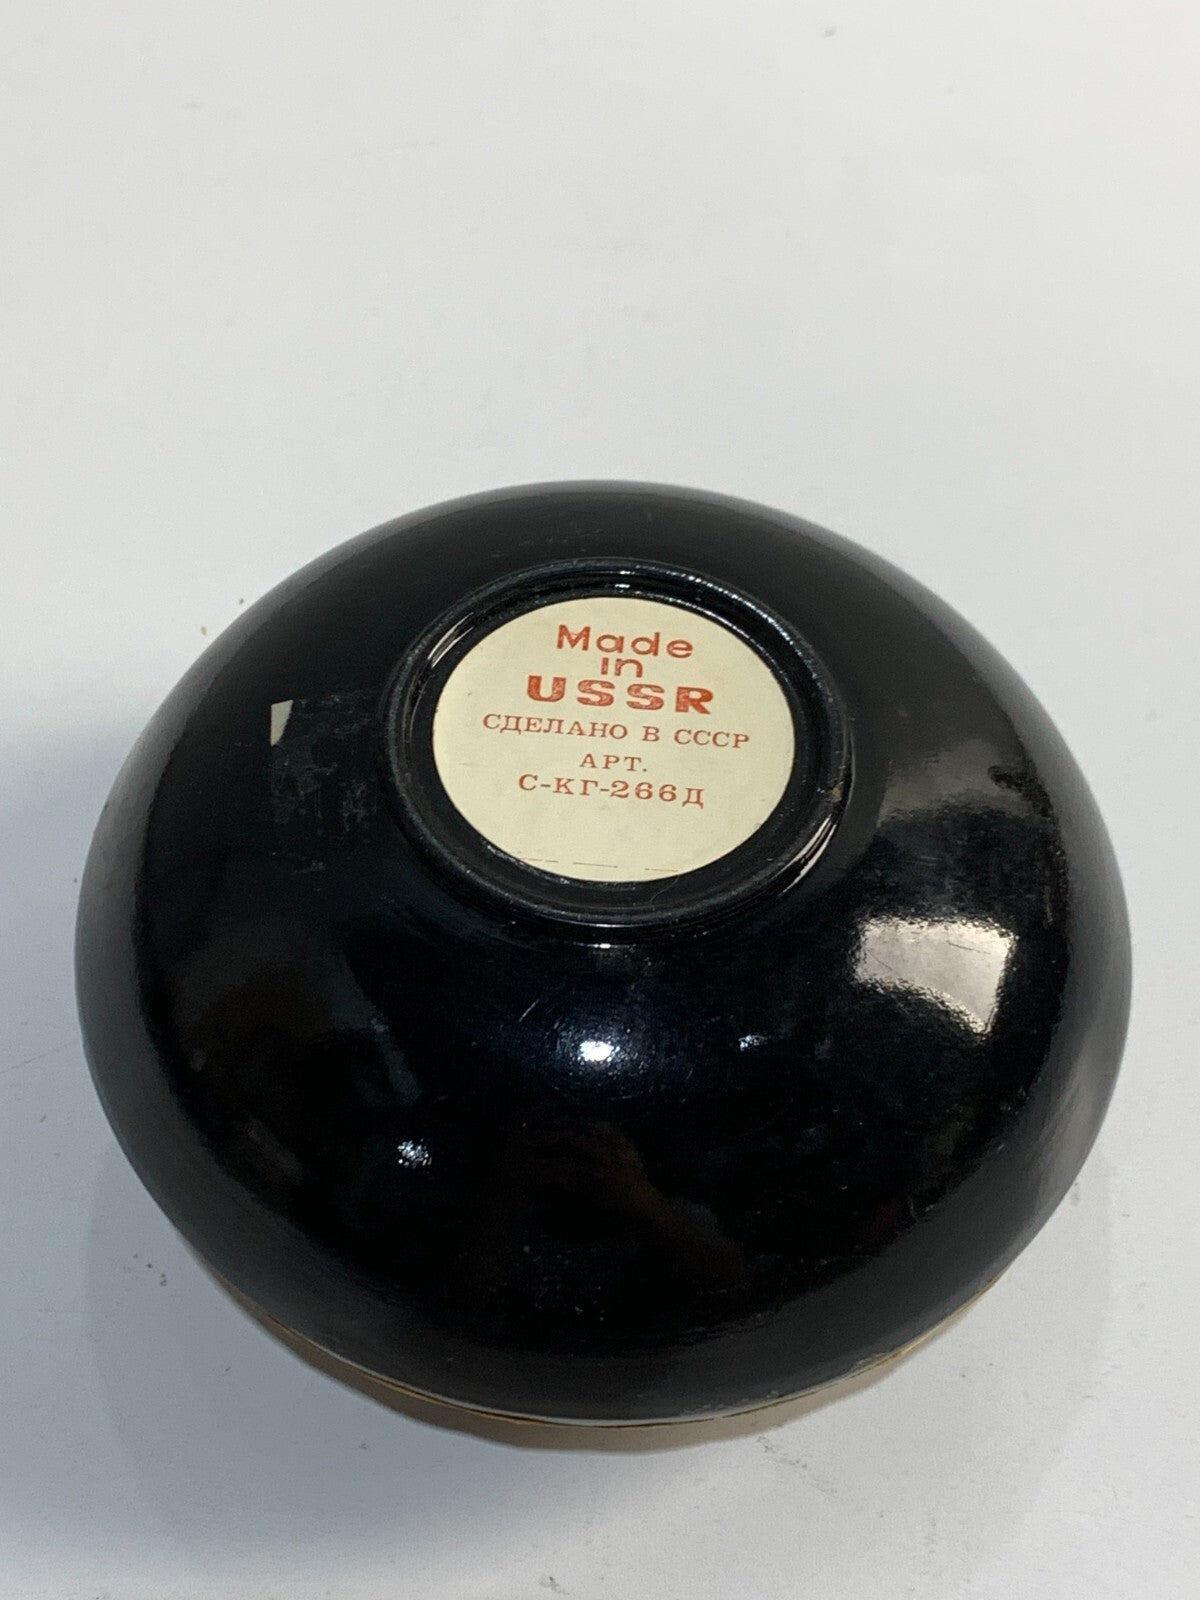 Made
in
USSR
СДЕЛАНО В СССР
АРТ.
С-КГ-266Д